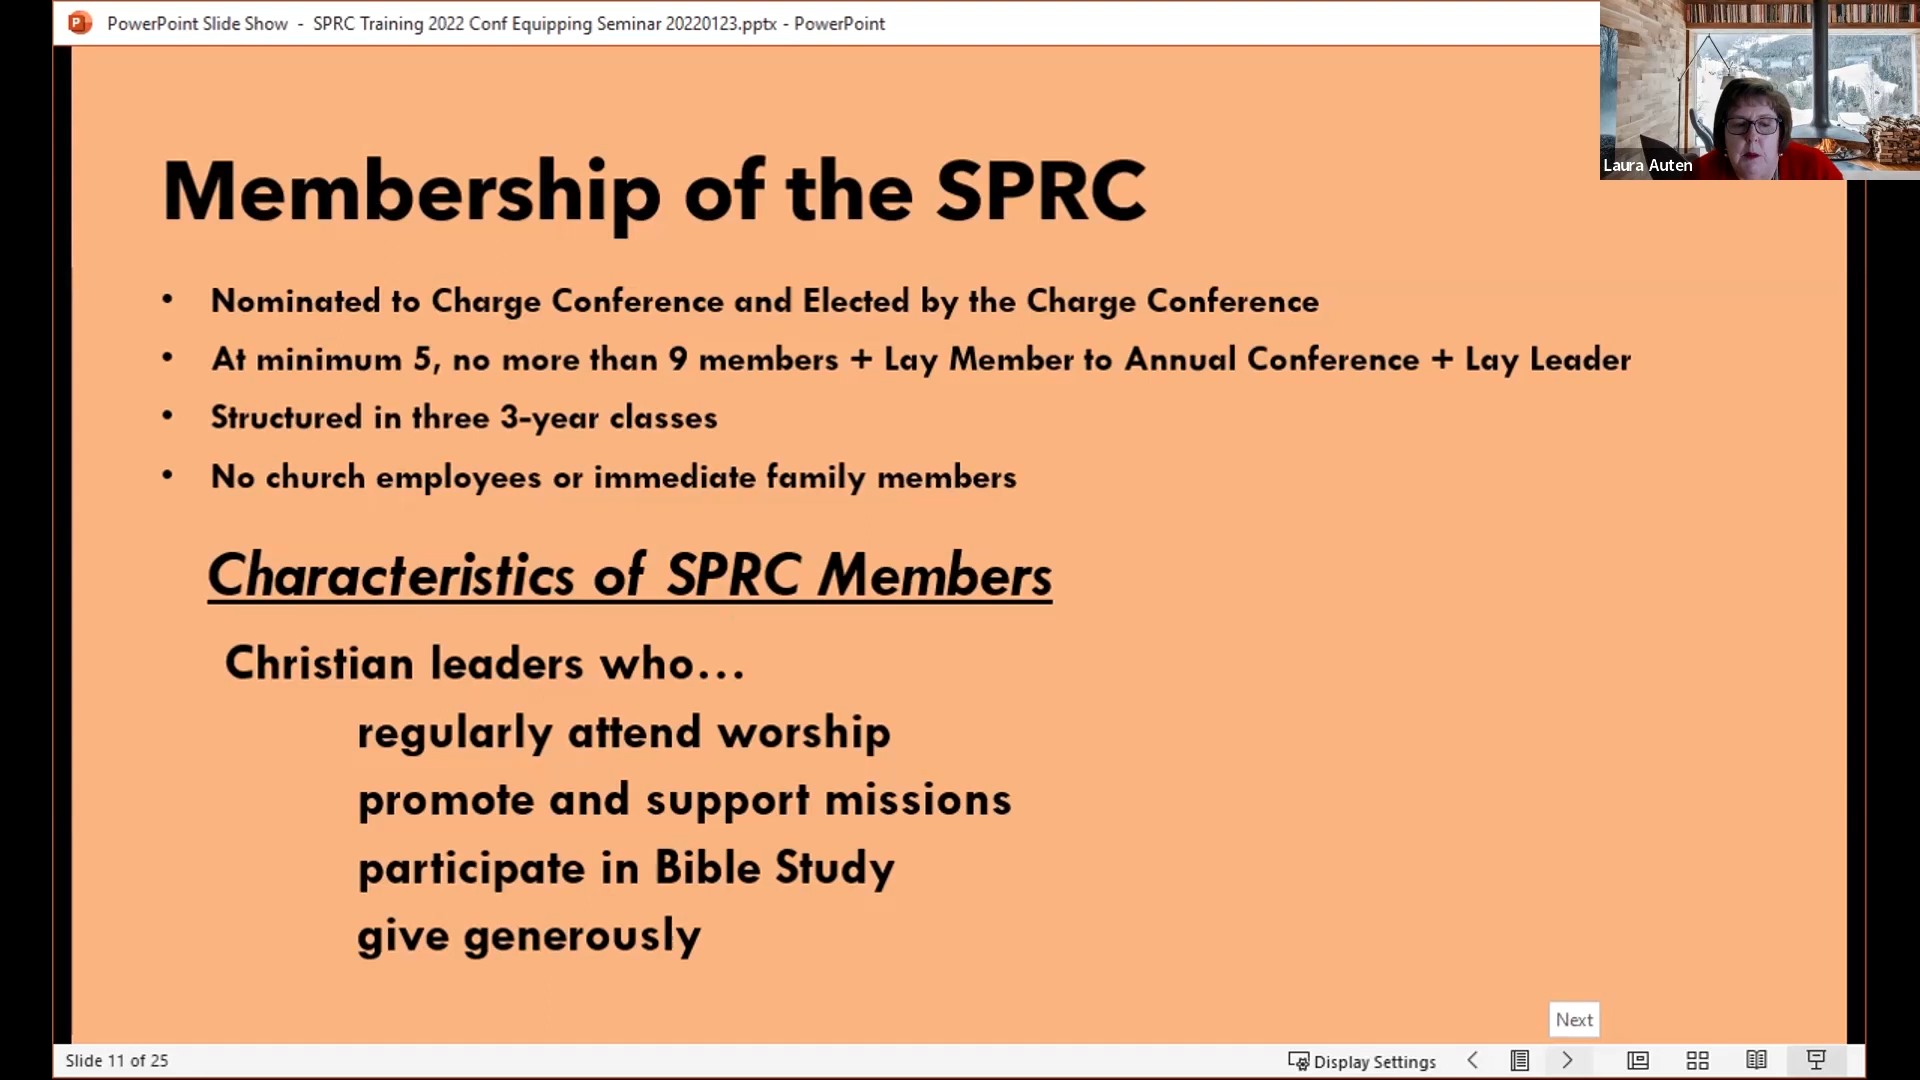 PowerPoint Slide Show - SPRC Training 2022 Conf Equipping Seminar 20220123.pptx - PowerPoint
Laura Auten
Membership of the SPRC
• Nominated to Charge Conference and Elected by the Charge Conference
• At minimum 5, no more than 9 members + Lay Member to Annual Conference + Lay Leader
• Structured in three 3-year classes
• No church employees or immediate family members
Characteristics of SPRC Members
Christian leaders who...
regularly attend worship
promote and support missions
participate in Bible Study
give generously
Next
Slide 11 of 25
Display Settings